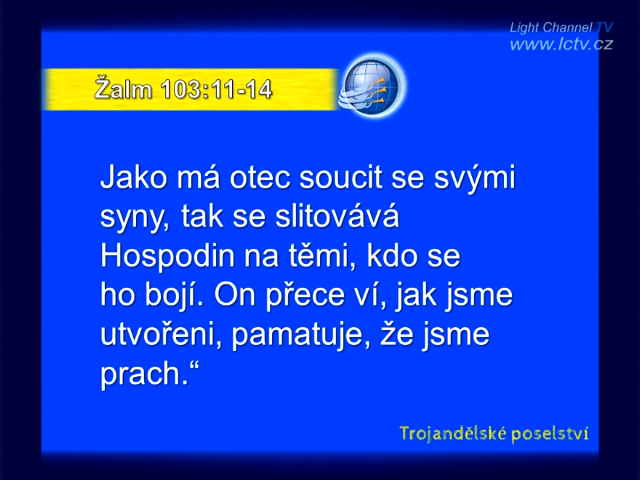 Light Channel TV
www.lctv.cz
Žalm 103:11-14
Jako má otec soucit se svými
syny, tak se slitovává
Hospodin na těmi, kdo se
ho bojí. On přece ví, jak jsme
utvořeni, pamatuje, že jsme
prach.“
Trojandělské poselství